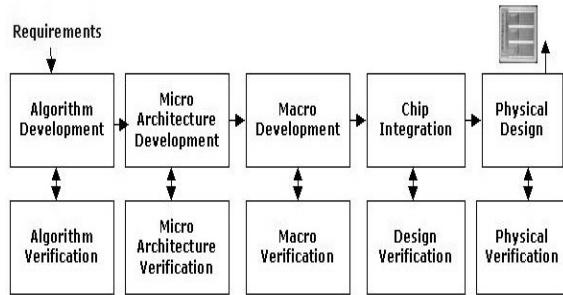 Requirements
Algorithm
Development
Micro
Architecture
Development
Macro
Development
Chip
Integration
Physical
Design
Algorithm
Verification
Micro
Architecture
Verification
Macro
Verification
Design
Verification
Physical
Verification